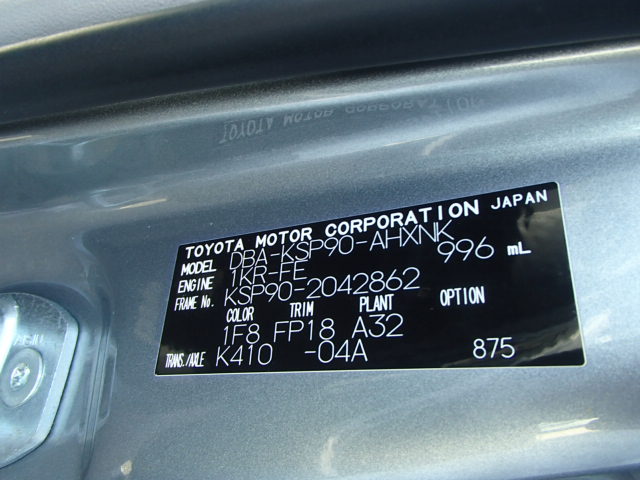 TOYOTA MOTOR CORPORATION JAPAN
MODEL DBA-KSP90-AHXNK
ENGINE 1KR-FE 996 mL
FRAME No. KSP90-2042862
COLOR TRIM PLANT OPTION
1F8 FP18 A32
TRANS./AXLE K410 -04A 875